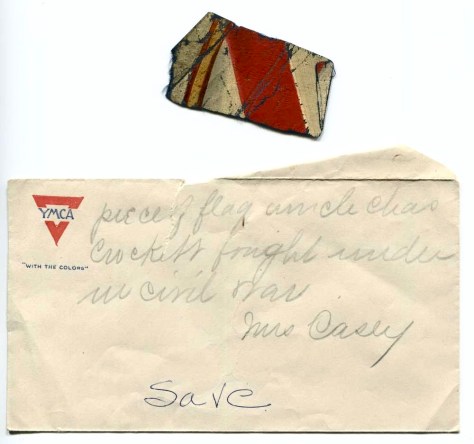 YMCA
"WITH THE COLORS"
piece of flag uncle chas
Crockett fought under
in civil war
Mrs Casey
Save